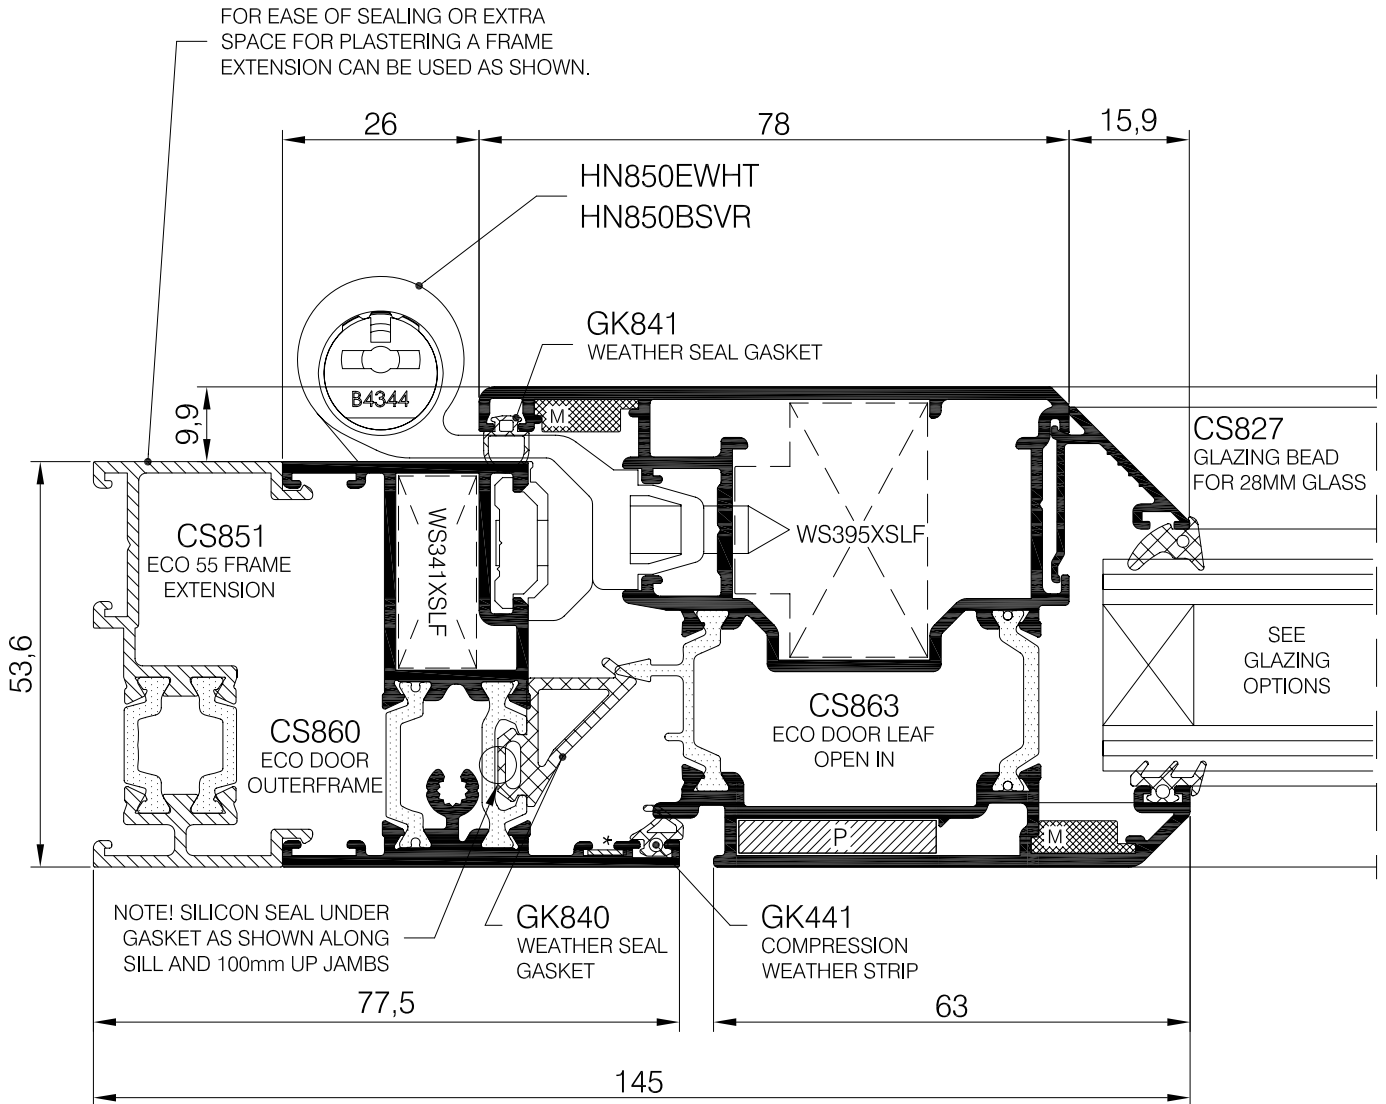 FOR EASE OF SEALING OR EXTRA
SPACE FOR PLASTERING A FRAME
EXTENSION CAN BE USED AS SHOWN.
26
78
15,9
HN850EWHT
HN850BSVR
GK841
WEATHER SEAL GASKET
B4344
9,9
M
CS827
GLAZING BEAD
FOR 28MM GLASS
CS851
ECO 55 FRAME
EXTENSION
WS341XSLF
WS395XSLF
53,6
SEE
GLAZING
OPTIONS
CS860
ECO DOOR
OUTERFRAME
CS863
ECO DOOR LEAF
OPEN IN
*
P
M
NOTE! SILICON SEAL UNDER
GASKET AS SHOWN ALONG
SILL AND 100mm UP JAMBS
GK840
WEATHER SEAL
GASKET
GK441
COMPRESSION
WEATHER STRIP
77,5
63
145